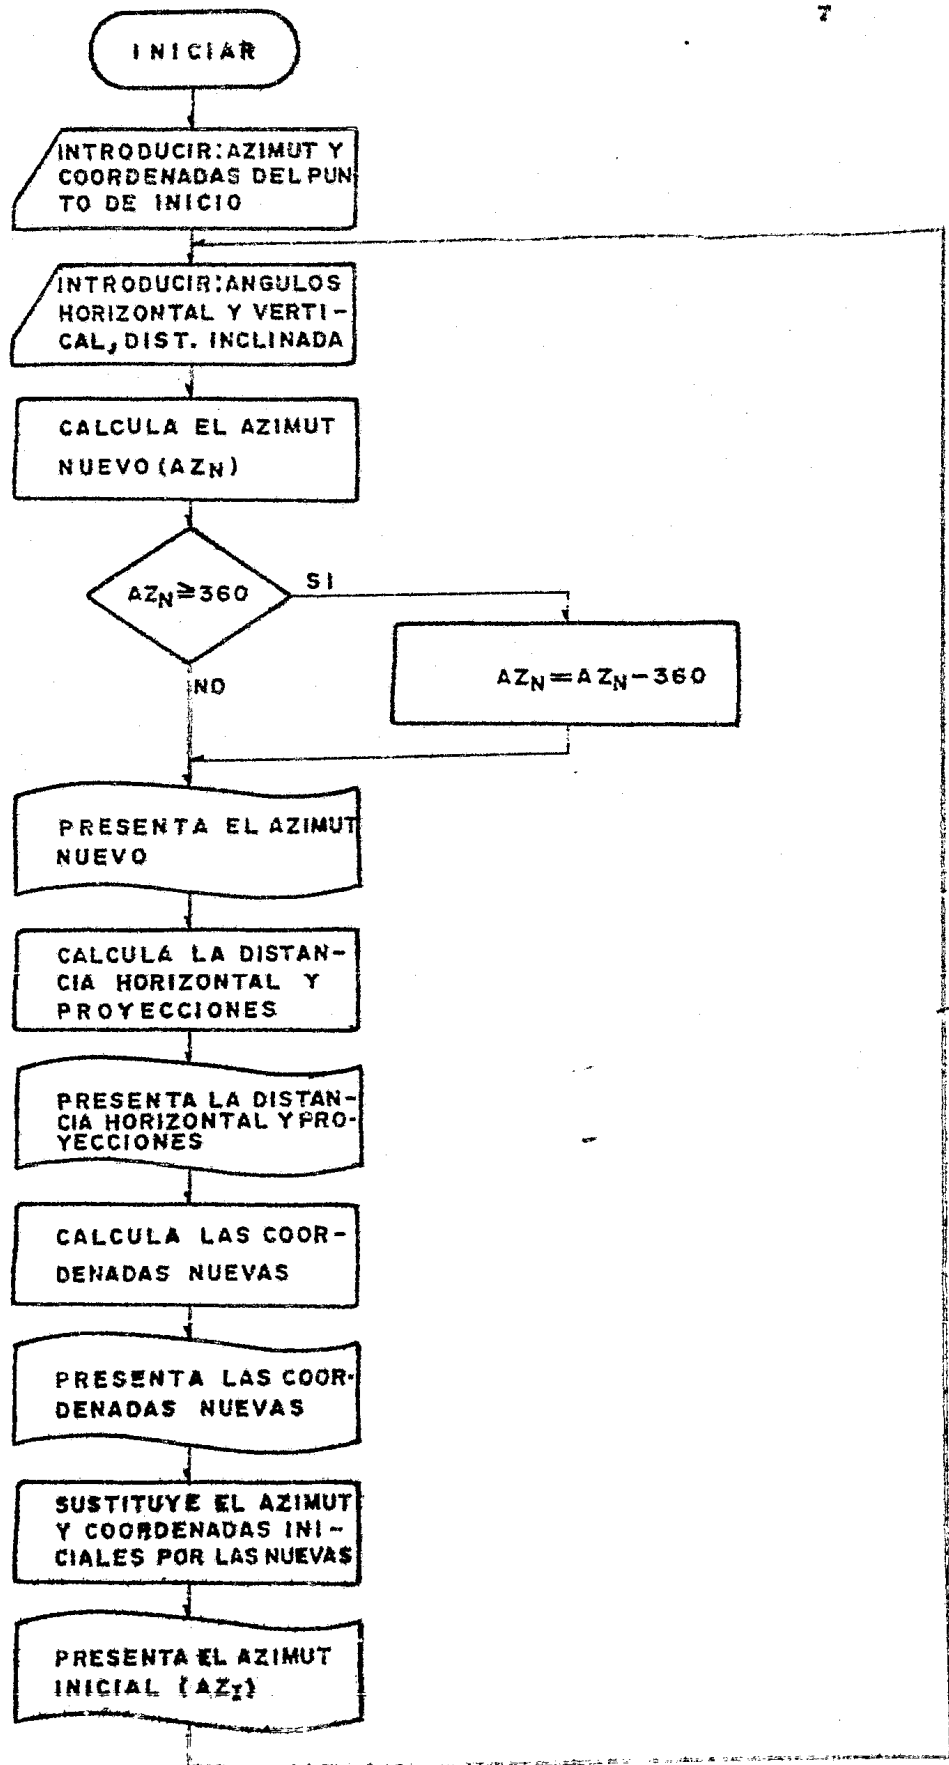 7
INICIAR
INTRODUCIR: AZIMUT Y
COORDENADAS DEL PUN
TO DE INICIO
INTRODUCIR: ANGULOS
HORIZONTAL Y VERTI-
CAL, DIST. INCLINADA
CALCULA EL AZIMUT
NUEVO (AZN)
AZN≥360
SI
AZN=AZN-360
NO
PRESENTA EL AZIMUT
NUEVO
CALCULA LA DISTAN-
CIA HORIZONTAL Y
PROYECCIONES
PRESENTA LA DISTAN-
CIA HORIZONTAL Y PRO-
YECCIONES
CALCULA LAS COOR-
DENADAS NUEVAS
PRESENTA LAS COOR-
DENADAS NUEVAS
SUSTITUYE EL AZIMUT
Y COORDENADAS INI-
CIALES POR LAS NUEVAS
PRESENTA EL AZIMUT
INICIAL (AZI)